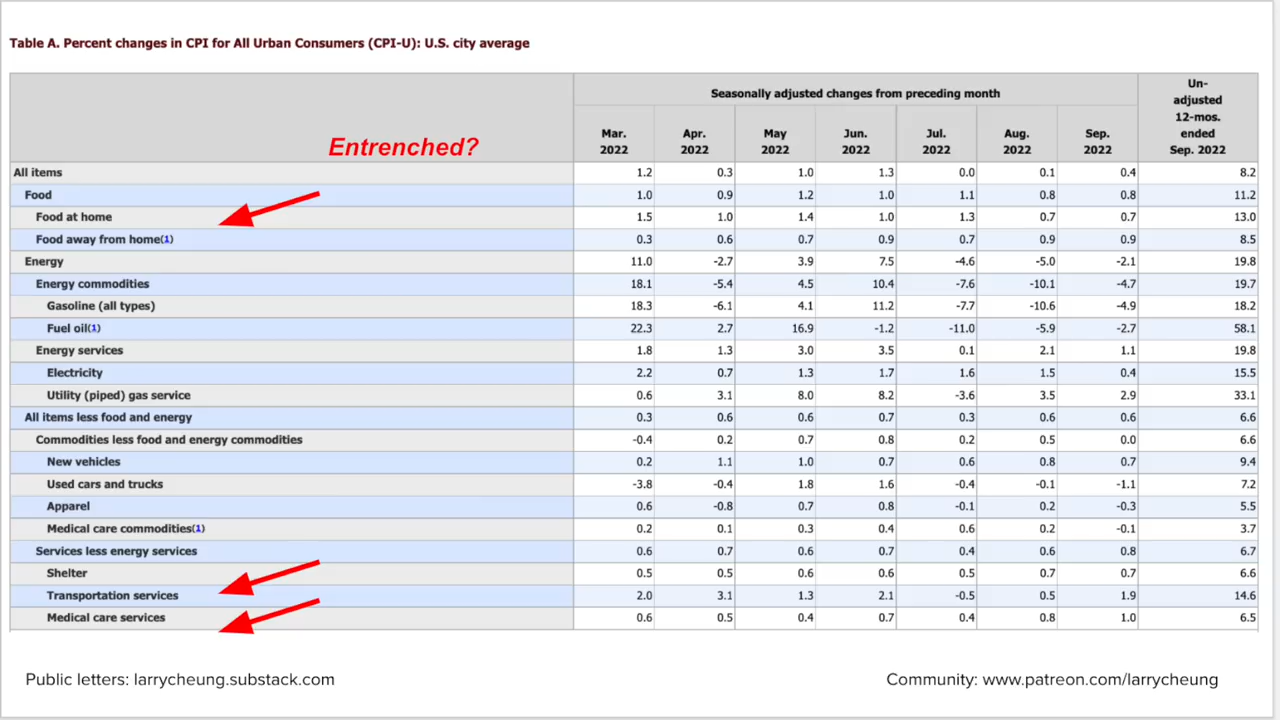 Table A. Percent changes in CPI for All Urban Consumers (CPI-U): U.S. city average
Seasonally adjusted changes from preceding month
Un-
adjusted
12-mos.
ended
Sep. 2022
Entrenched?
Mar. 2022 Apr. 2022 May 2022 Jun. 2022 Jul. 2022 Aug. 2022 Sep. 2022
All items 1.2 0.3 1.0 1.3 0.0 0.1 0.4 8.2
Food 1.0 0.9 1.2 1.0 1.1 0.8 0.8 11.2
Food at home 1.5 1.0 1.4 1.0 1.3 0.7 0.7 13.0
Food away from home(1) 0.3 0.6 0.7 0.9 0.7 0.9 0.9 8.5
Energy 11.0 -2.7 3.9 7.5 -4.6 -5.0 -2.1 19.8
Energy commodities 18.1 -5.4 4.5 10.4 -7.6 -10.1 -4.7 19.7
Gasoline (all types) 18.3 -6.1 4.1 11.2 -7.7 -10.6 -4.9 18.2
Fuel oil(1) 22.3 2.7 16.9 -1.2 -11.0 -5.9 -2.7 58.1
Energy services 1.8 1.3 3.0 3.5 0.1 2.1 1.1 19.8
Electricity 2.2 0.7 1.3 1.7 1.6 1.5 0.4 15.5
Utility (piped) gas service 0.6 3.1 8.0 8.2 -3.6 3.5 2.9 33.1
All items less food and energy 0.3 0.6 0.6 0.7 0.3 0.6 0.6 6.6
Commodities less food and energy commodities -0.4 0.2 0.7 0.8 0.2 0.5 0.0 6.6
New vehicles 0.2 1.1 1.0 0.7 0.6 0.8 0.7 9.4
Used cars and trucks -3.8 -0.4 1.8 1.6 -0.4 -0.1 -1.1 7.2
Apparel 0.6 -0.8 0.7 0.8 -0.1 0.2 -0.3 5.5
Medical care commodities(1) 0.2 0.1 0.3 0.4 0.6 0.2 -0.1 3.7
Services less energy services 0.6 0.7 0.6 0.7 0.4 0.6 0.8 6.7
Shelter 0.5 0.5 0.6 0.6 0.5 0.7 0.7 6.6
Transportation services 2.0 3.1 1.3 2.1 -0.5 0.5 1.9 14.6
Medical care services 0.6 0.5 0.4 0.7 0.4 0.8 1.0 6.5
Public letters: larrycheung.substack.com
Community: www.patreon.com/larrycheung